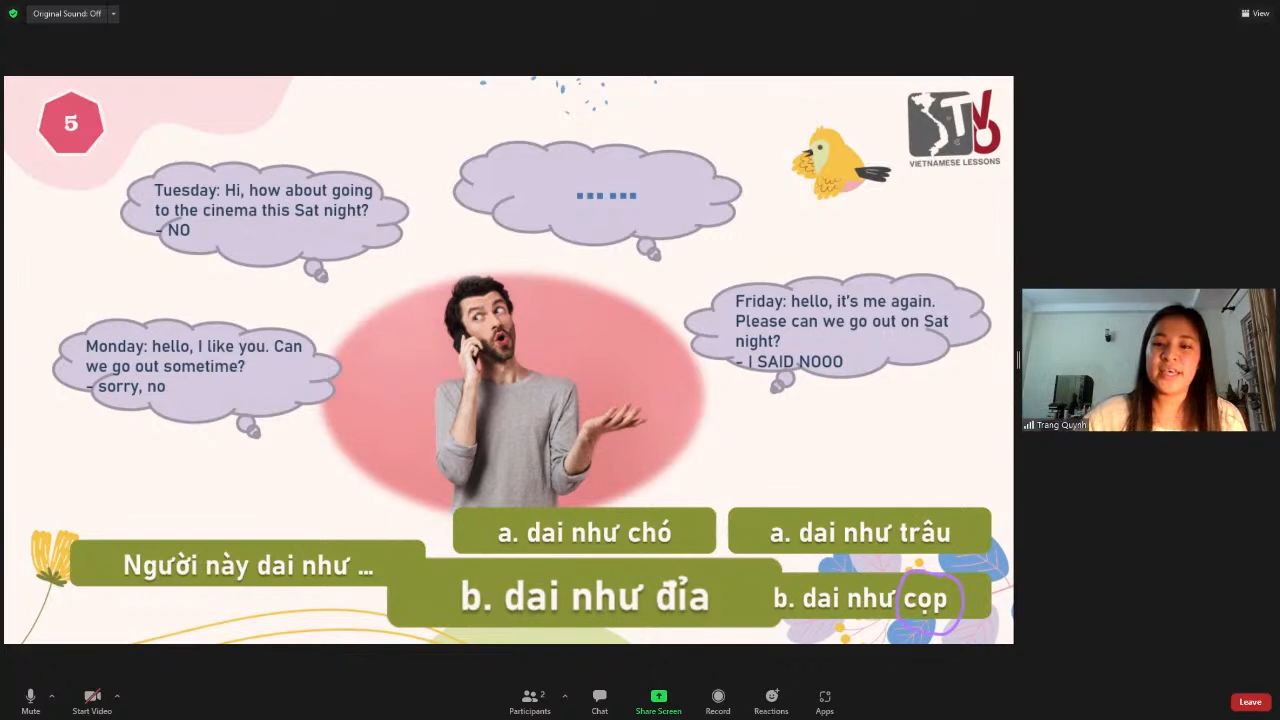 Original Sound: Off
View
5
STVO
VIETNAMESE LESSONS
Tuesday: Hi, how about going
to the cinema this Sat night?
- NO
.......
Friday: hello, it's me again.
Please can we go out on Sat
night?
- I SAID NOOO
Monday: hello, I like you. Can
we go out sometime?
- sorry, no
Trang Quynh
a. dai như chó
a. dai như trâu
Người này dai như ...
b. dai như đỉa
b. dai như cọp
Mute
Start Video
Participants
2
Chat
Share Screen
Record
Reactions
Apps
Leave